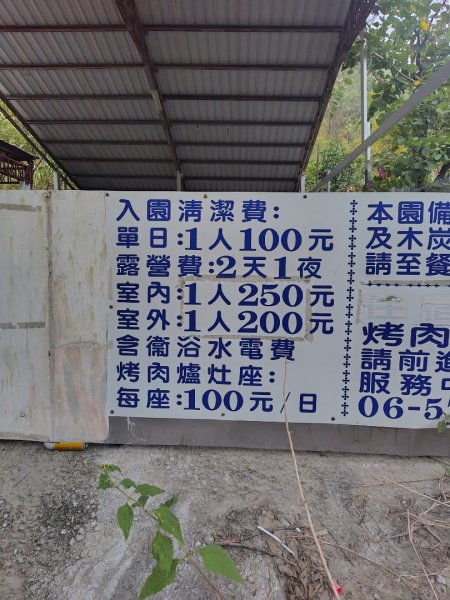 入園清潔費:
單日:1人100元
露營費:2天1夜
室內:1人250元
室外:1人200元
含衛浴水電費
烤肉爐灶座:
每座:100元/日
本園備
及木炭
請至餐
烤肉
請前進
服務中
06-5